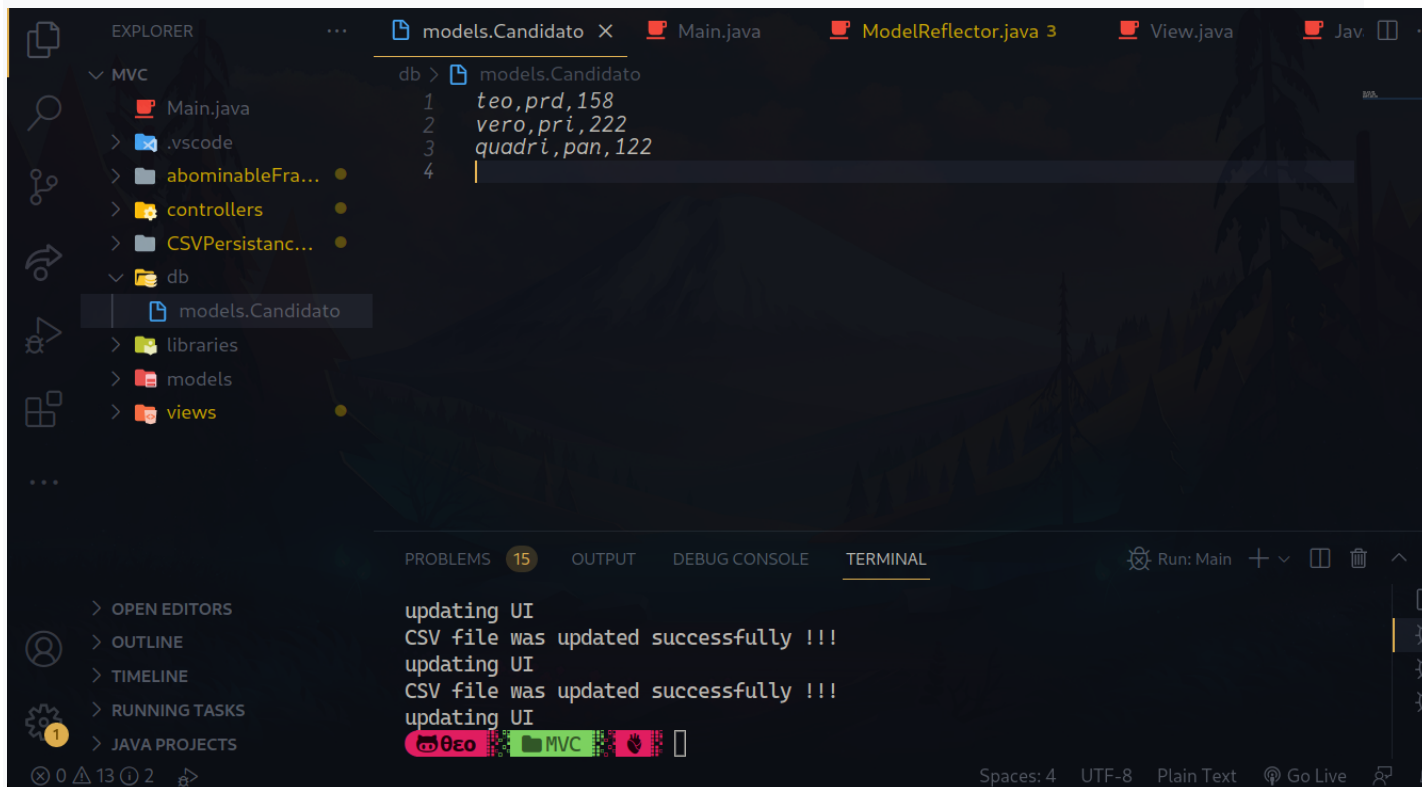 EXPLORER
MVC
Main.java
.vscode
abominableFra...
controllers
CSVPersistanc...
db
models.Candidato
libraries
models
views
OPEN EDITORS
OUTLINE
TIMELINE
RUNNING TASKS
JAVA PROJECTS
1
models.Candidato Main.java ModelReflector.java 3 View.java Jav
db > models.Candidato
1 teo,prd,158
2 vero,pri,222
3 quadri,pan,122
4
PROBLEMS 15 OUTPUT DEBUG CONSOLE TERMINAL Run: Main
updating UI
CSV file was updated successfully !!!
updating UI
CSV file was updated successfully !!!
updating UI
θεο MVC
0 13 2 Spaces: 4 UTF-8 Plain Text Go Live